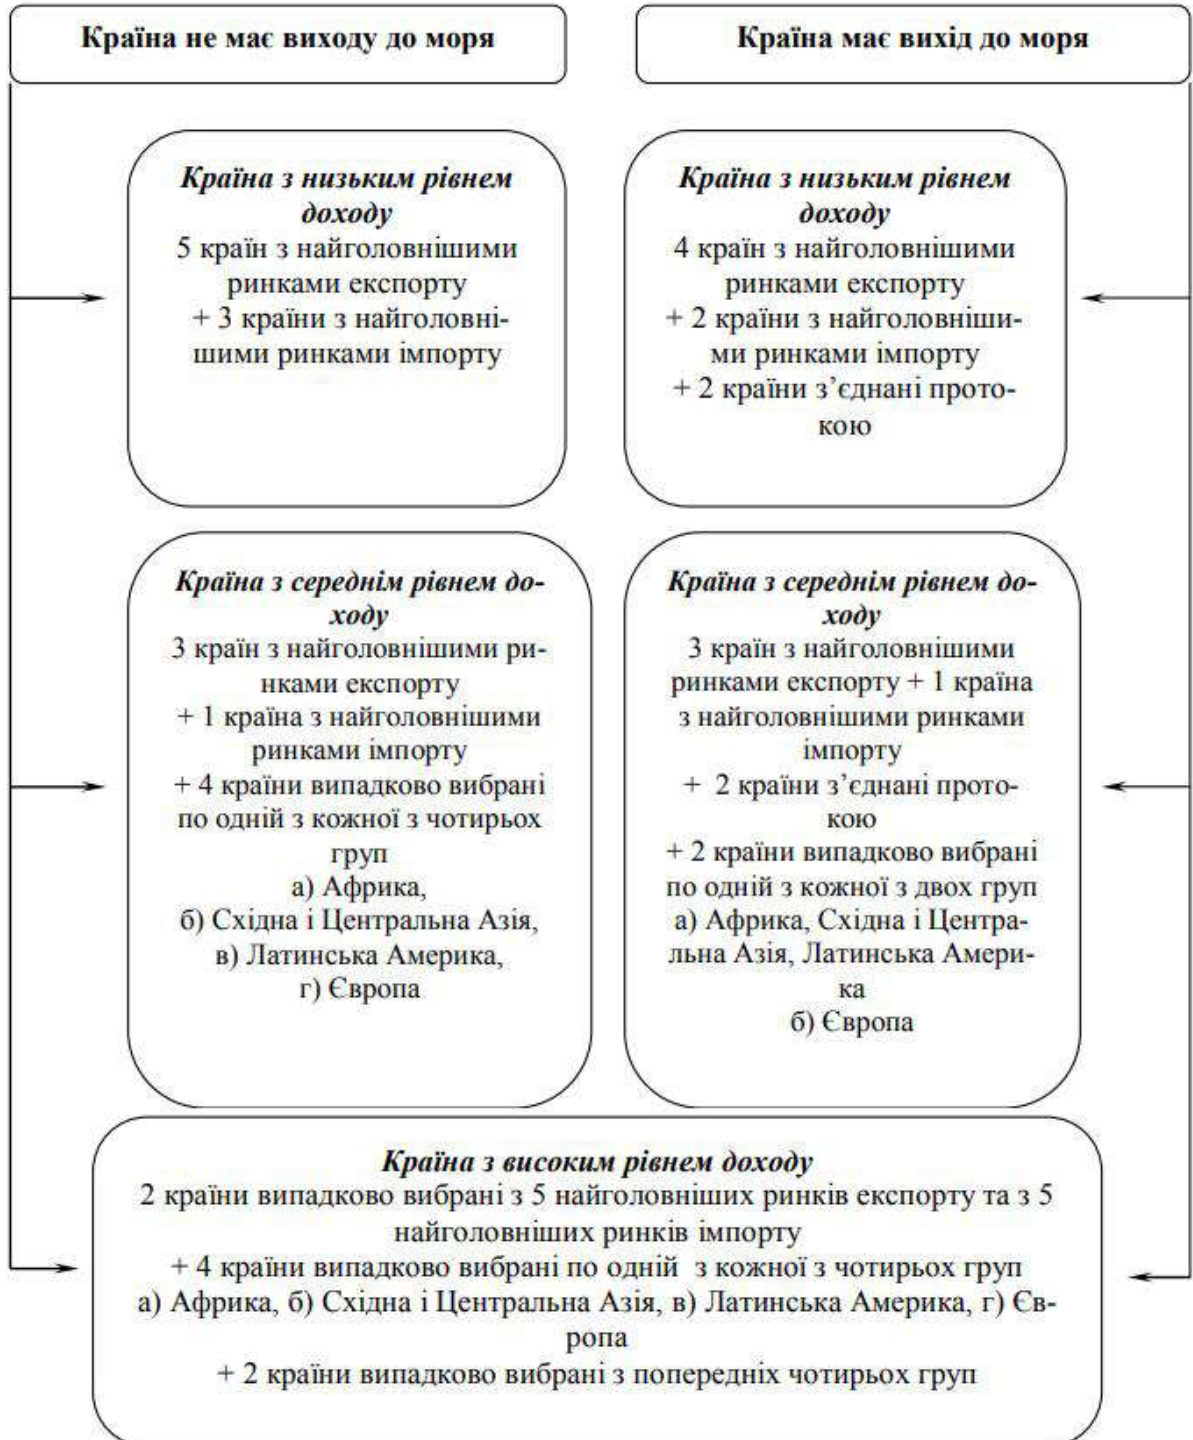 Країна не має виходу до моря
Країна має вихід до моря
Країна з низьким рівнем
доходу
5 країн з найголовнішими
ринками експорту
+ 3 країни з найголовні-
шими ринками імпорту
Країна з низьким рівнем
доходу
4 країн з найголовнішими
ринками експорту
+ 2 країни з найголовніши-
ми ринками імпорту
+ 2 країни з’єднані прото-
кою
Країна з середнім рівнем до-
ходу
3 країн з найголовнішими ри-
нками експорту
+ 1 країна з найголовнішими
ринками імпорту
+ 4 країни випадково вибрані
по одній з кожної з чотирьох
груп
а) Африка,
б) Східна і Центральна Азія,
в) Латинська Америка,
г) Європа
Країна з середнім рівнем до-
ходу
3 країн з найголовнішими
ринками експорту + 1 країна
з найголовнішими ринками
імпорту
+ 2 країни з’єднані прото-
кою
+ 2 країни випадково вибрані
по одній з кожної з двох груп
а) Африка, Східна і Центра-
льна Азія, Латинська Амери-
ка
б) Європа
Країна з високим рівнем доходу
2 країни випадково вибрані з 5 найголовніших ринків експорту та з 5
найголовніших ринків імпорту
+ 4 країни випадково вибрані по одній з кожної з чотирьох груп
а) Африка, б) Східна і Центральна Азія, в) Латинська Америка, г) Єв-
ропа
+ 2 країни випадково вибрані з попередніх чотирьох груп